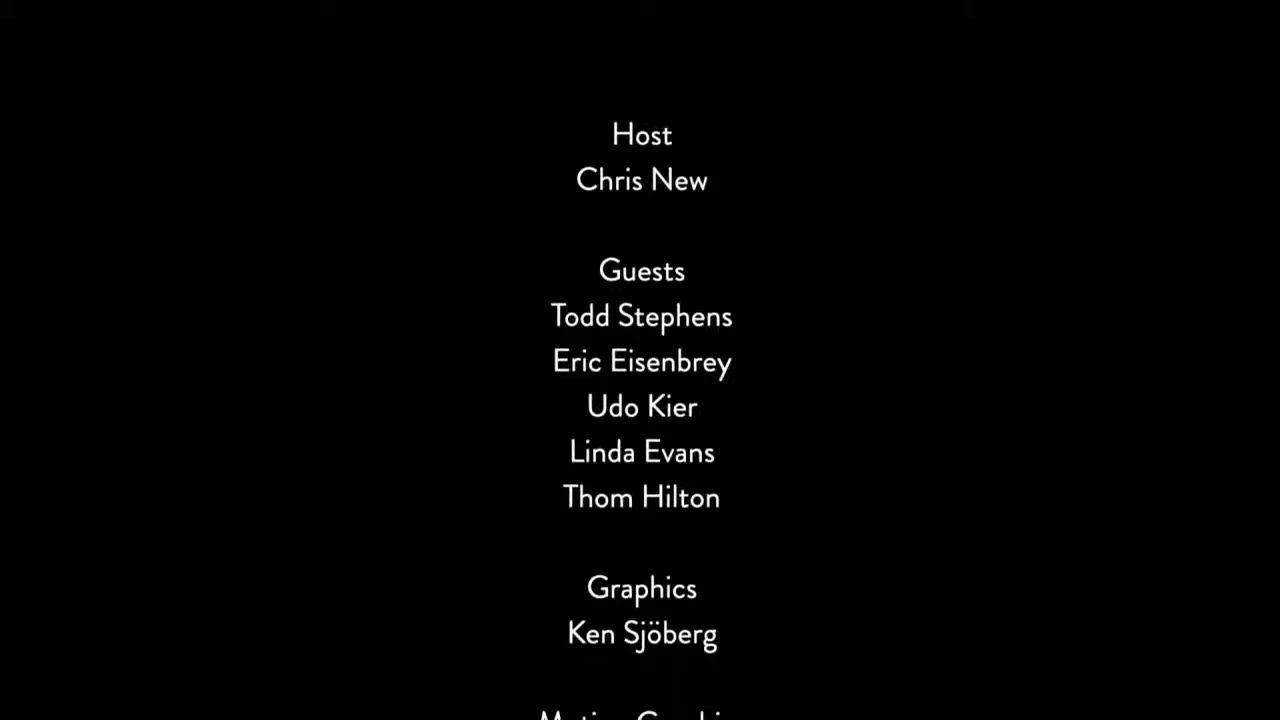 Host
Chris New
Guests
Todd Stephens
Eric Eisenbrey
Udo Kier
Linda Evans
Thom Hilton
Graphics
Ken Sjöberg